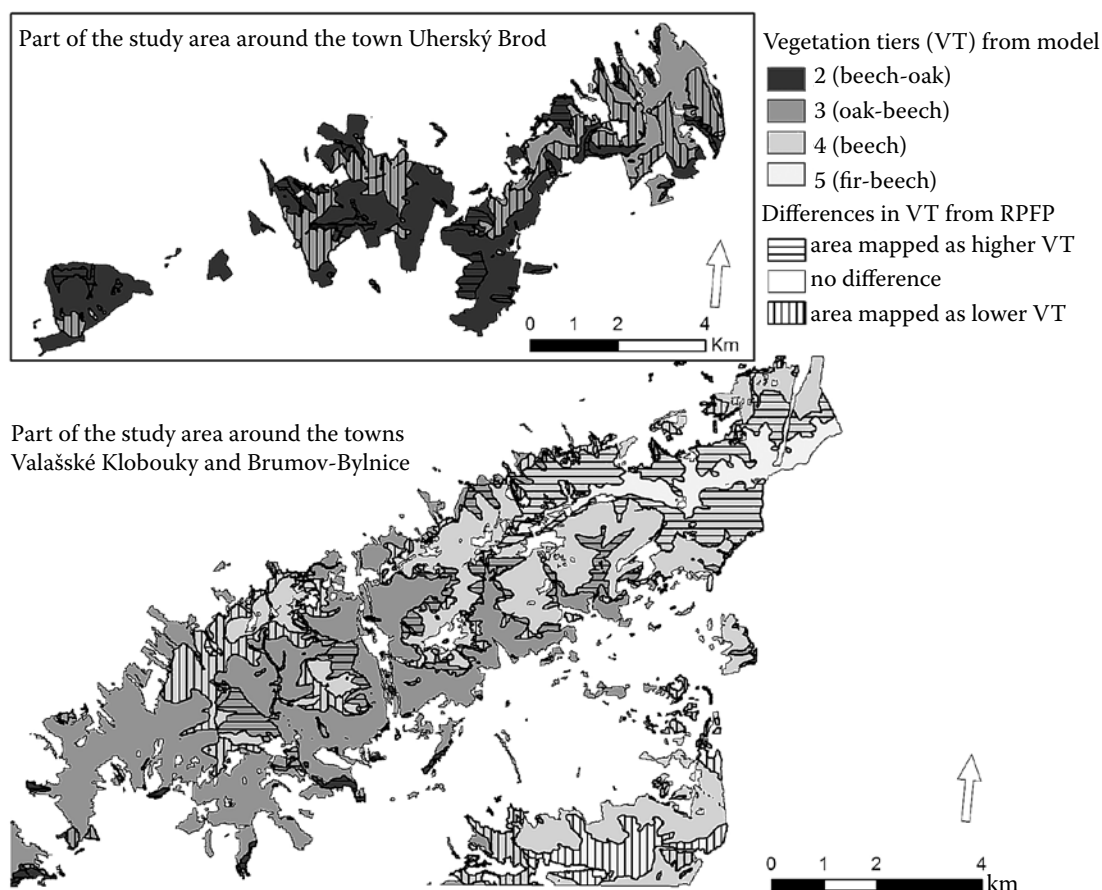 Part of the study area around the town Uherský Brod
0 1 2 4
Km
Vegetation tiers (VT) from model
2 (beech-oak)
3 (oak-beech)
4 (beech)
5 (fir-beech)
Differences in VT from RPFP
area mapped as higher VT
no difference
area mapped as lower VT
Part of the study area around the towns
Valašské Klobouky and Brumov-Bylnice
0 1 2 4
km